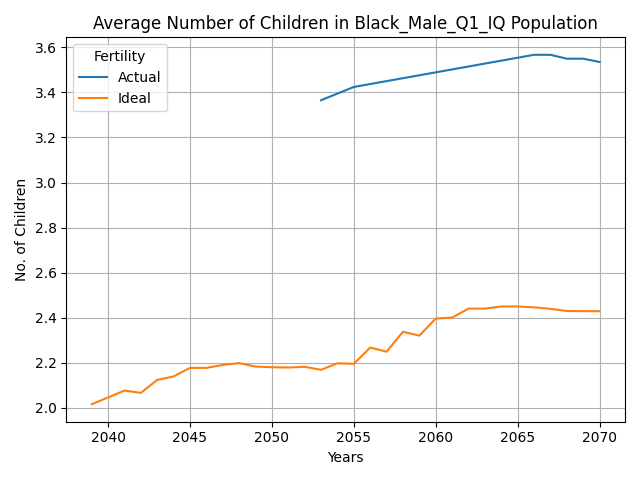 Average Number of Children in Black_Male_Q1_IQ Population
Fertility
Actual
Ideal
No. of Children
3.6
3.4
3.2
3.0
2.8
2.6
2.4
2.2
2.0
2040 2045 2050 2055 2060 2065 2070
Years